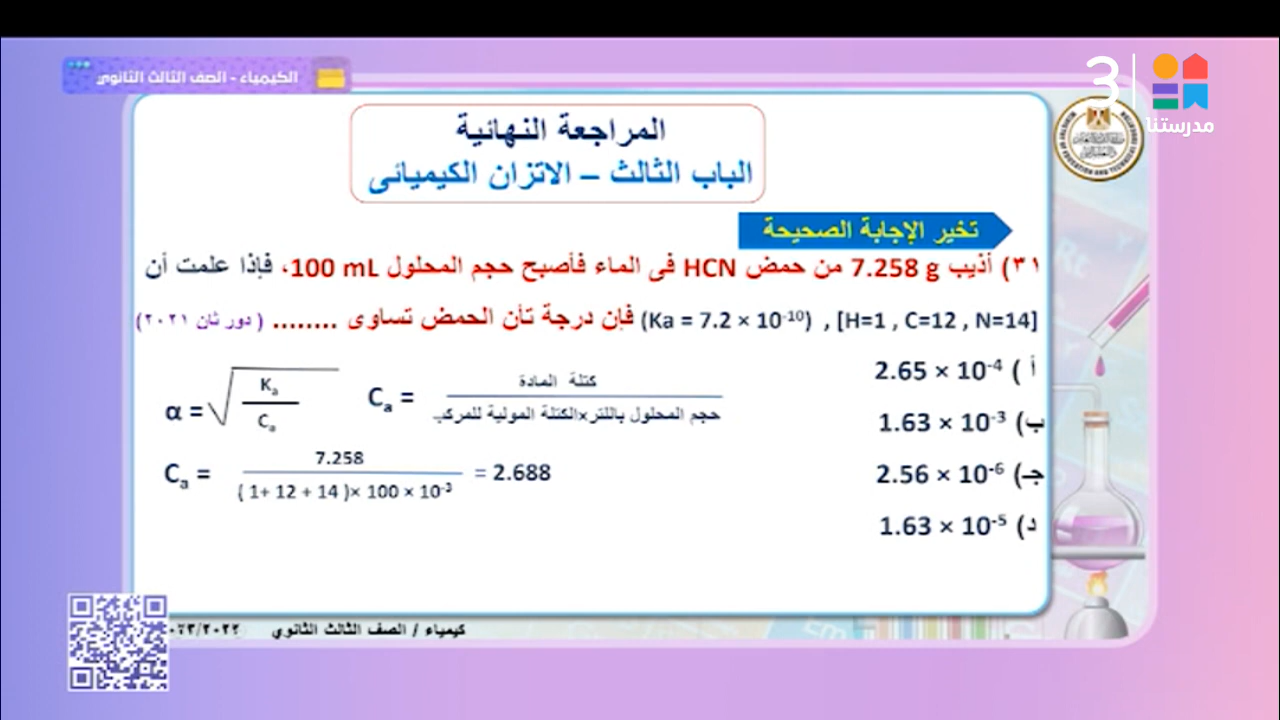 الكيمياء - الصف الثالث الثانوي
3
مدرستنا
المراجعة النهائية
الباب الثالث – الاتزان الكيميائى
تخير الإجابة الصحيحة
٣١) أذيب 7.258 g من حمض HCN فى الماء فأصبح حجم المحلول 100 mL، فإذا علمت أن
[H=1 , C=12 , N=14] , (Ka = 7.2 × 10⁻¹⁰) فإن درجة تأن الحمض تساوى ........ ( دور ثان ٢٠٢١)
أ ) 2.65 × 10⁻⁴
ب) 1.63 × 10⁻³
جـ) 2.56 × 10⁻⁶
د) 1.63 × 10⁻⁵
α = √ Kₐ / Cₐ
Cₐ = كتلة المادة
حجم المحلول باللتر×الكتلة المولية للمركب
Cₐ = 7.258 / ( 1+ 12 + 14 )× 100 × 10⁻³ = 2.688
كيمياء / الصف الثالث الثانوي